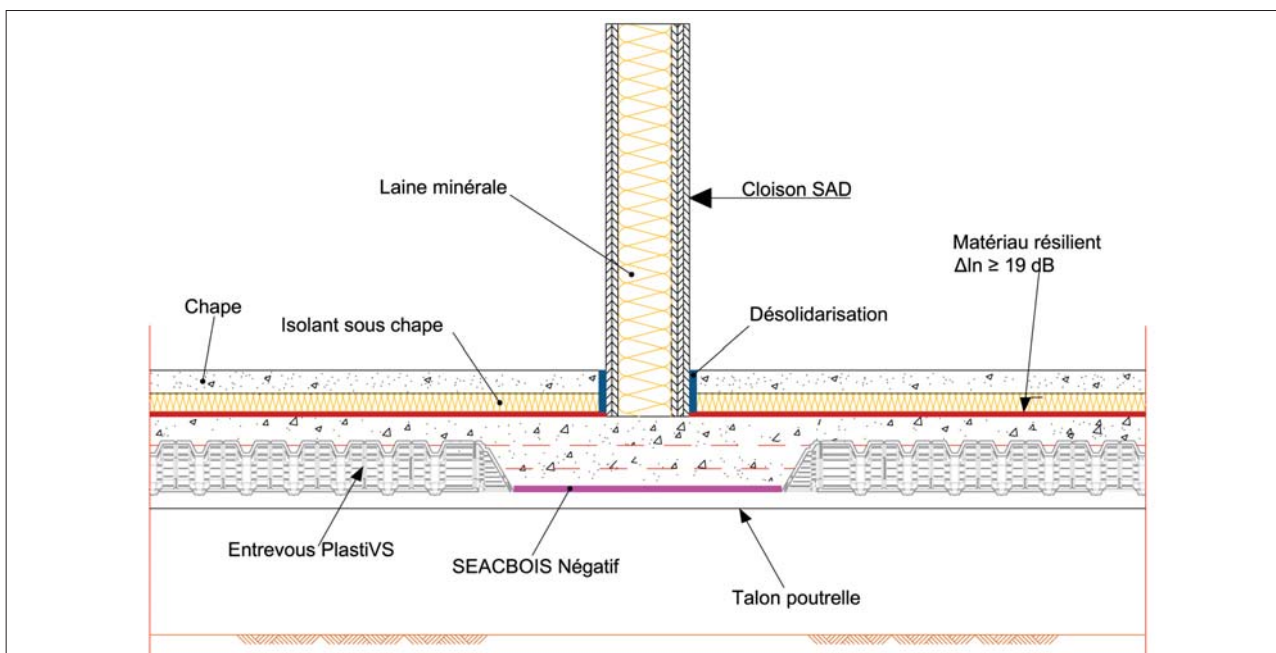 Laine minérale
Cloison SAD
Matériau résilient
ΔIn ≥ 19 dB
Chape
Isolant sous chape
Désolidarisation
Entrevous PlastiVS
SEACBOIS Négatif
Talon poutrelle